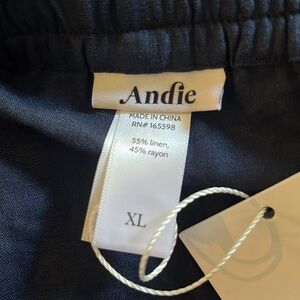 Andie
MADE IN CHINA
RN# 165598
55% linen,
45% rayon
XL